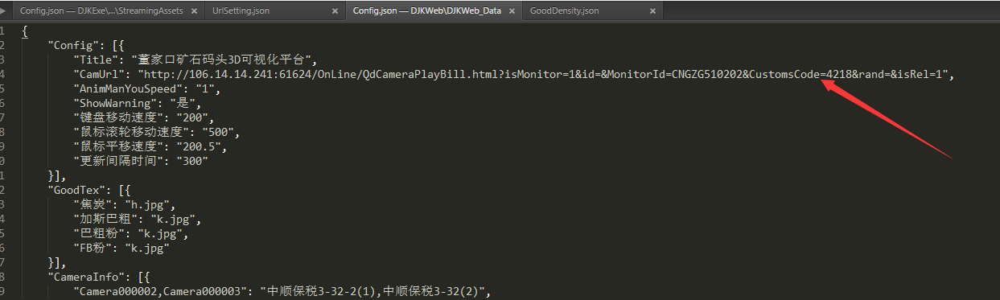 Config.json — DJKExe\...\StreamingAssets × UrlSetting.json × Config.json — DJKWeb\DJKWeb_Data × GoodDensity.json ×
1 {
2 "Config": [{
3 "Title": "董家口矿石码头3D可视化平台",
4 "CamUrl": "http://106.14.14.241:61624/OnLine/QdCameraPlayBill.html?isMonitor=1&id=&MonitorId=CNGZG510202&CustomsCode=4218&rand=&isRel=1",
5 "AnimManYouSpeed": "1",
6 "ShowWarning": "是",
7 "键盘移动速度": "200",
8 "鼠标滚轮移动速度": "500",
9 "鼠标平移速度": "200.5",
0 "更新间隔时间": "300"
1 }],
2 "GoodTex": [{
3 "焦炭": "h.jpg",
4 "加斯巴粗": "k.jpg",
5 "巴粗粉": "k.jpg",
6 "FB粉": "k.jpg"
7 }],
8 "CameraInfo": [{
9 "Camera000002,Camera000003": "中顺保税3-32-2(1),中顺保税3-32(2)",